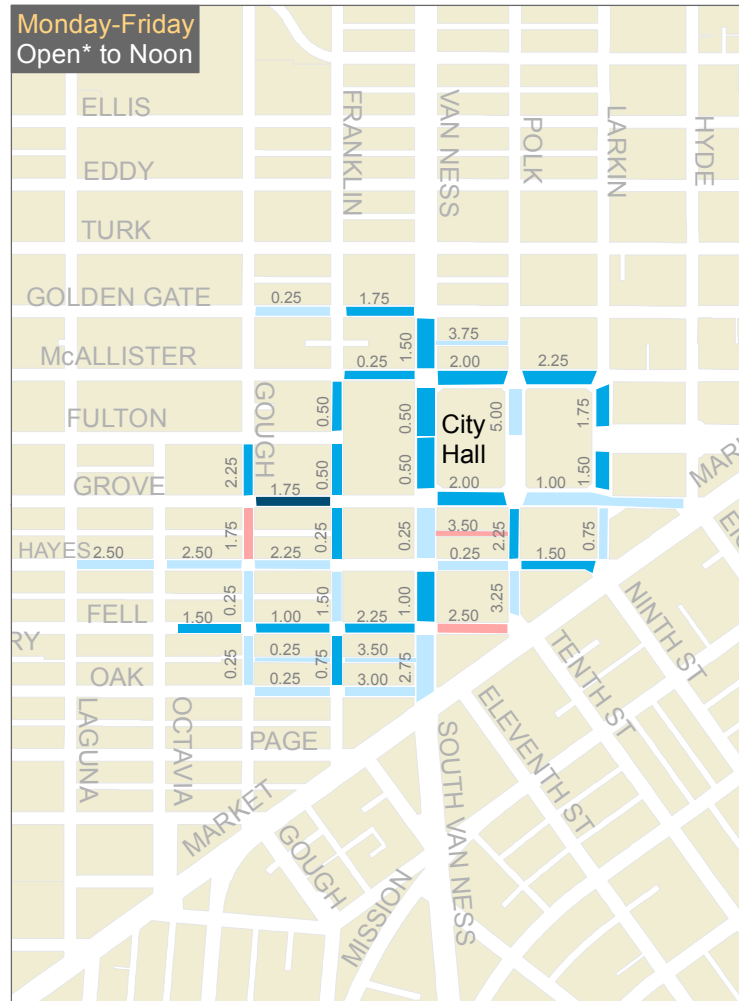 Monday-Friday
Open* to Noon
ELLIS
FRANKLIN
VAN NESS
POLK
LARKIN
HYDE
EDDY
TURK
GOLDEN GATE
0.25
1.75
McALLISTER
1.50
3.75
0.25
2.00
2.25
FULTON
GOUGH
0.50
0.50
5.00
1.75
City
Hall
2.25
0.50
0.50
1.50
MARK
GROVE
1.75
2.00
1.00
HAYES
2.50
2.50
1.75
2.25
0.25
0.25
3.50
2.25
0.25
1.50
0.75
FELL
1.50
0.25
1.00
1.50
2.25
1.00
2.50
3.25
RY
OAK
0.25
0.25
0.75
3.50
2.75
0.25
3.00
NINTH ST
TENTH ST
ELEVENTH ST
LAGUNA
OCTAVIA
PAGE
MARKET
GOUGH
MISSION
SOUTH VAN NESS